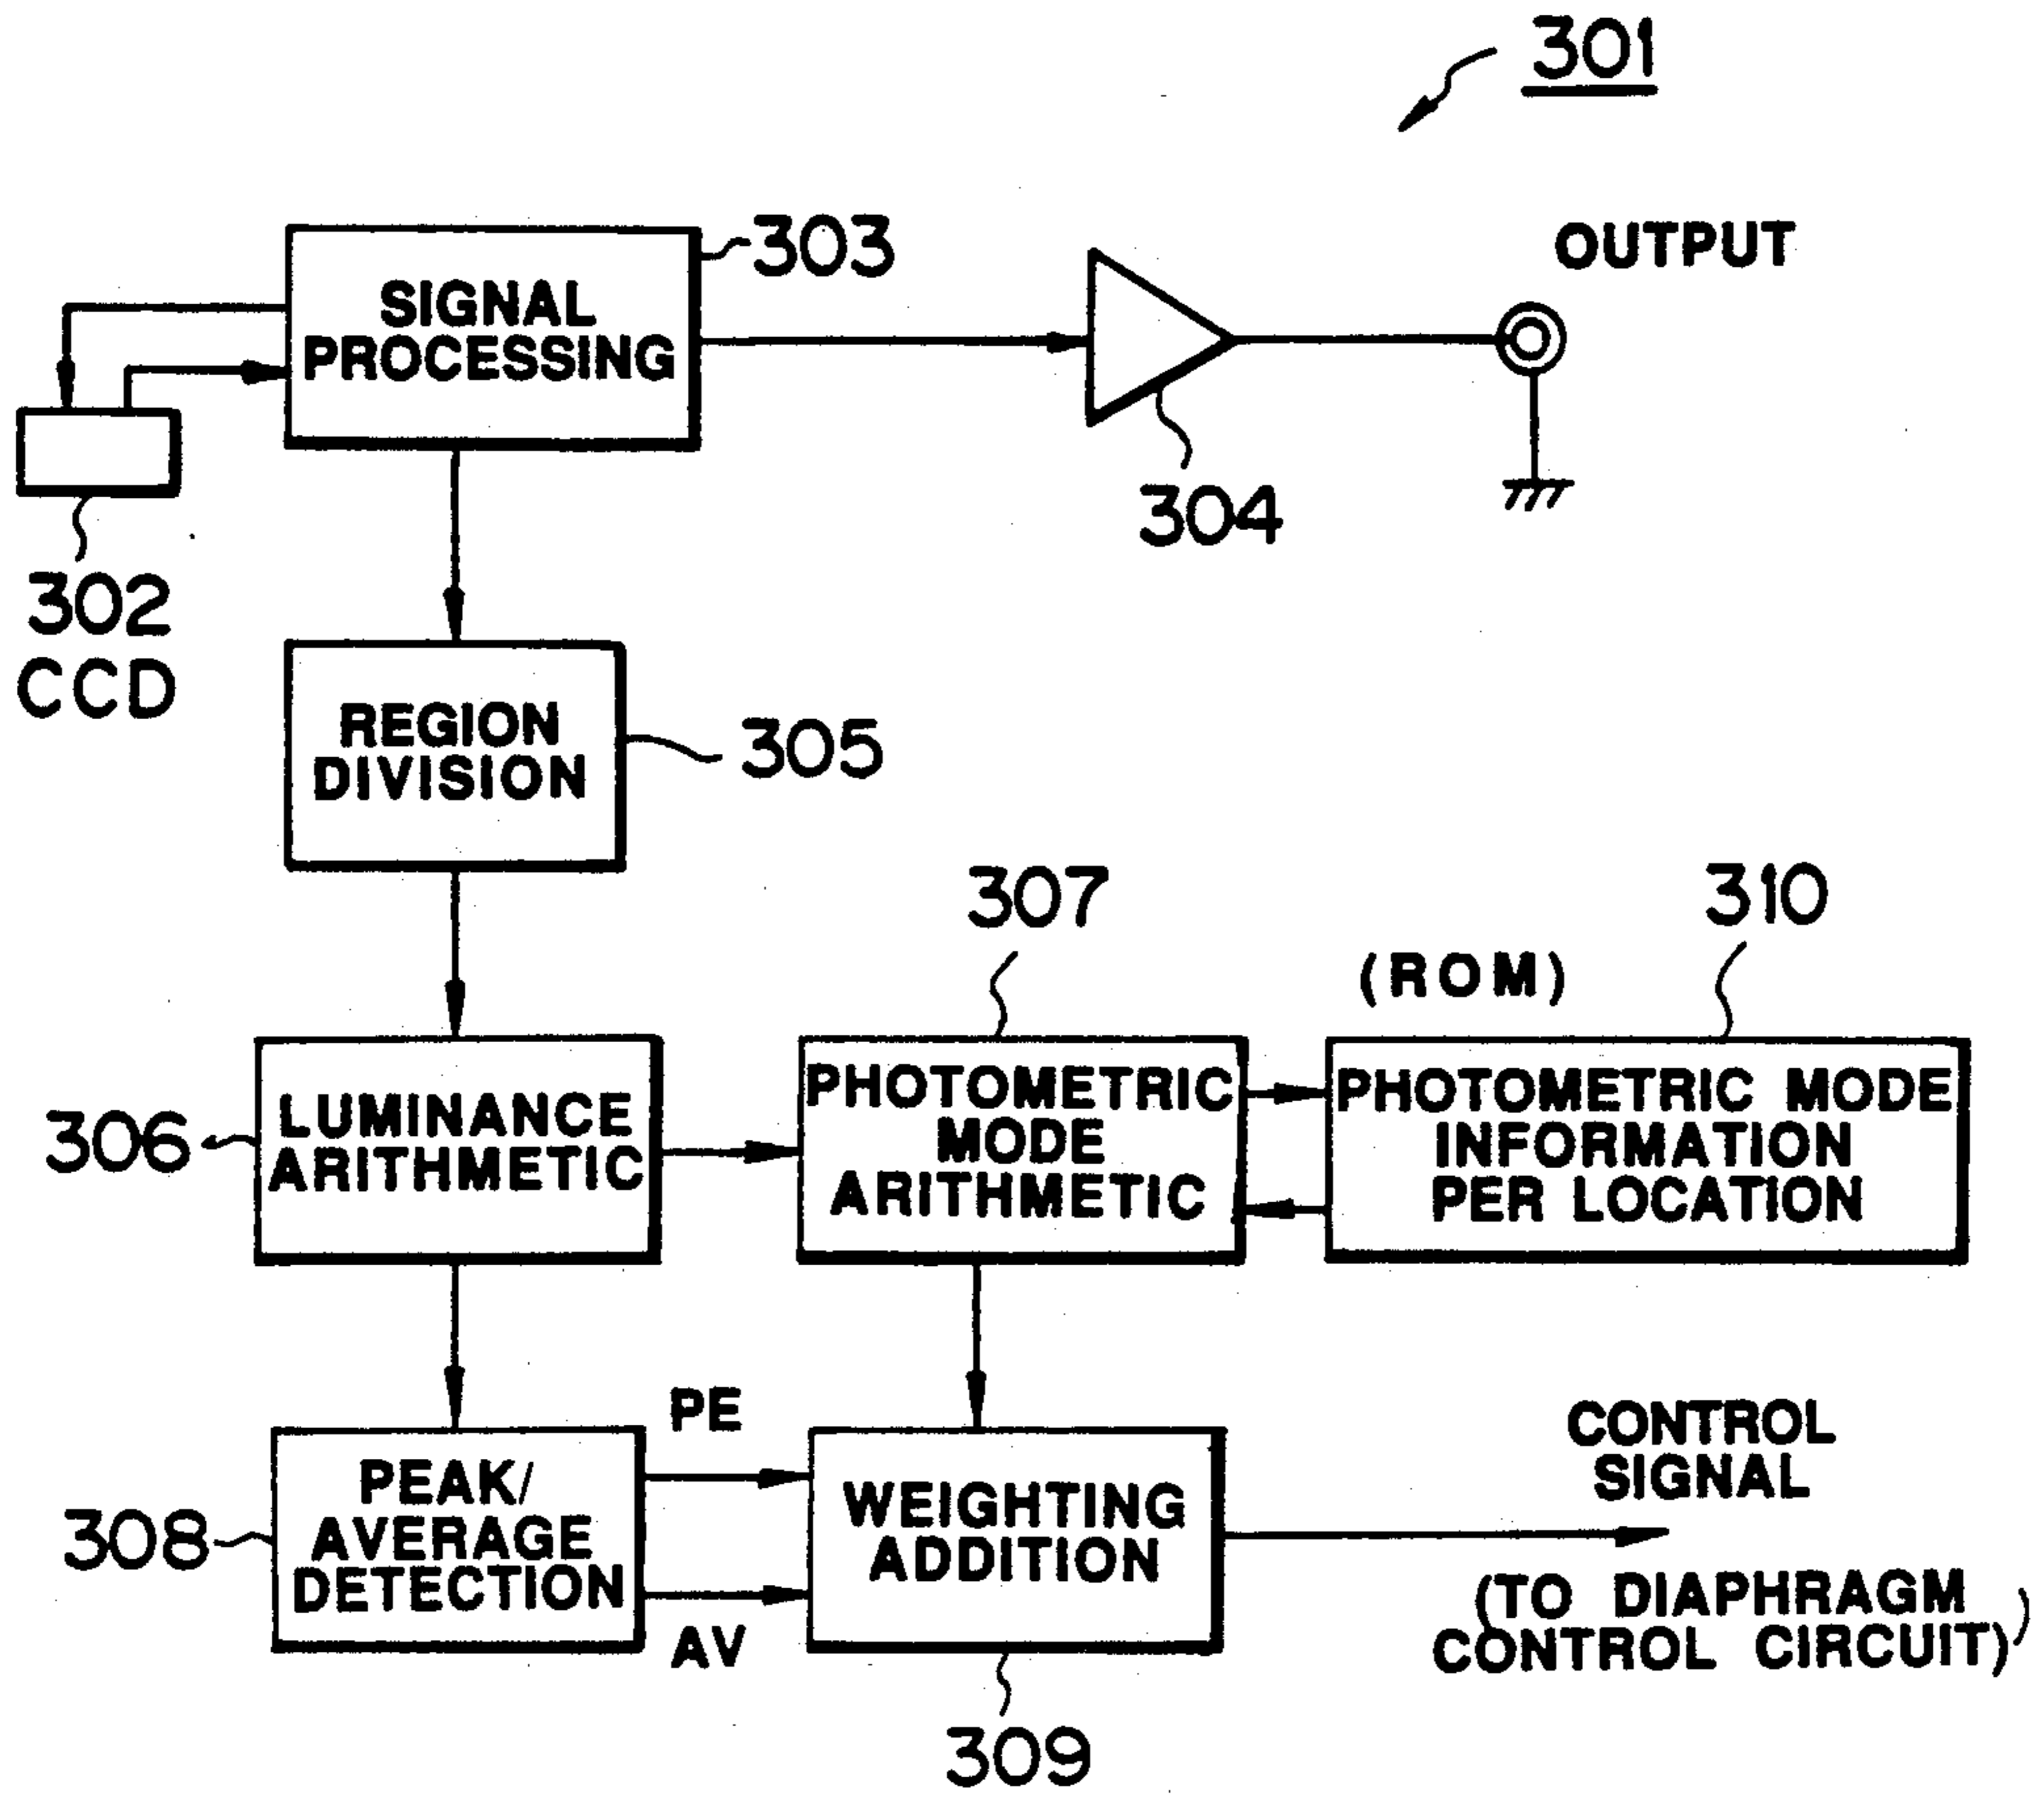 301
303
OUTPUT
SIGNAL
PROCESSING
304
302
CCD
REGION
DIVISION
305
307
310
(ROM)
306
LUMINANCE
ARITHMETIC
PHOTOMETRIC
MODE
ARITHMETIC
PHOTOMETRIC MODE
INFORMATION
PER LOCATION
PE
308
PEAK/
AVERAGE
DETECTION
AV
WEIGHTING
ADDITION
309
CONTROL
SIGNAL
(TO DIAPHRAGM
CONTROL CIRCUIT)